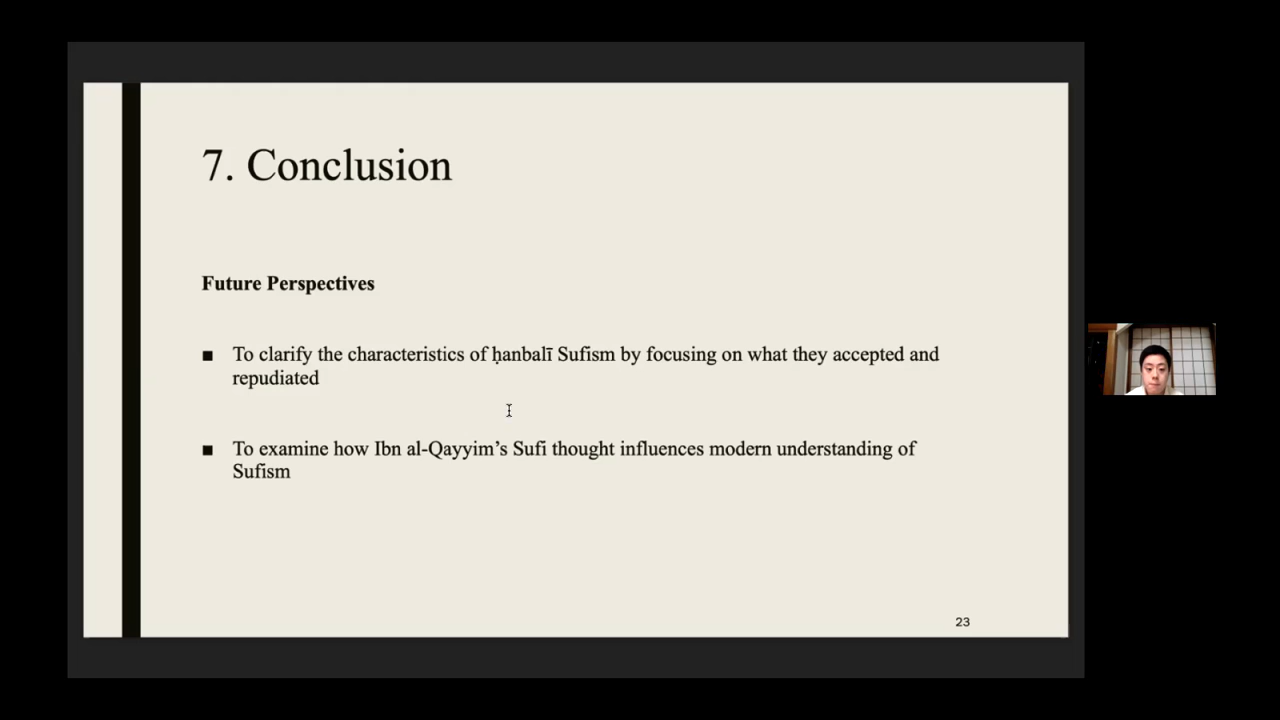 7. Conclusion
Future Perspectives
■ To clarify the characteristics of ḥanbalī Sufism by focusing on what they accepted and
repudiated
■ To examine how Ibn al-Qayyim’s Sufi thought influences modern understanding of
Sufism
23